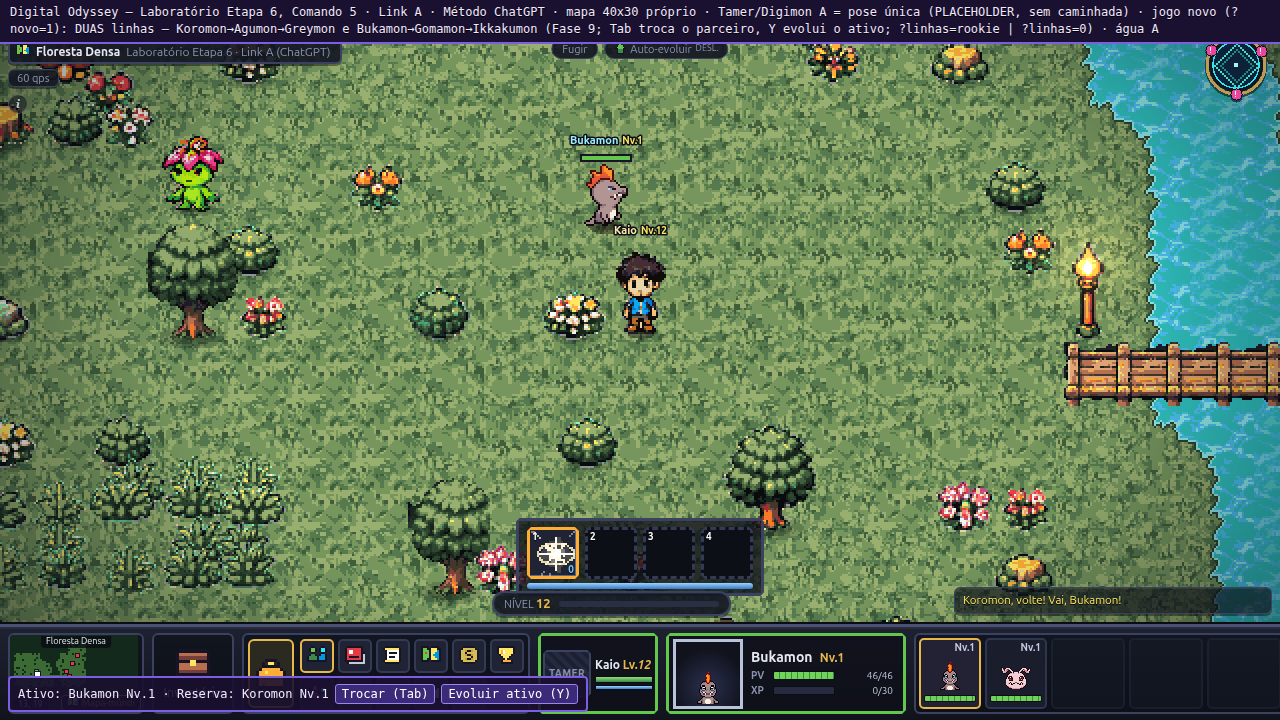 Digital Odyssey — Laboratório Etapa 6, Comando 5 · Link A · Método ChatGPT · mapa 40x30 próprio · Tamer/Digimon A = pose única (PLACEHOLDER, sem caminhada) · jogo novo (?
novo=1): DUAS linhas — Koromon→Agumon→Greymon e Bukamon→Gomamon→Ikkakumon (Fase 9; Tab troca o parceiro, Y evolui o ativo; ?linhas=rookie | ?linhas=0) · água A
Floresta Densa Laboratório Etapa 6 · Link A (ChatGPT)
Fugir
Auto-evoluir DESL.
60 qps
i
Bukamon Nv.1
Kaio Nv.12
1 2 3 4
0
NÍVEL 12
Koromon, volte! Vai, Bukamon!
Floresta Densa
TAMER
Kaio Lv.12
Bukamon Nv.1
PV 46/46
XP 0/30
Nv.1
Nv.1
Ativo: Bukamon Nv.1 · Reserva: Koromon Nv.1 Trocar (Tab) Evoluir ativo (Y)